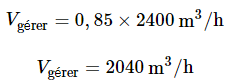 V_gérer = 0,85 × 2400 m³/h
V_gérer = 2040 m³/h